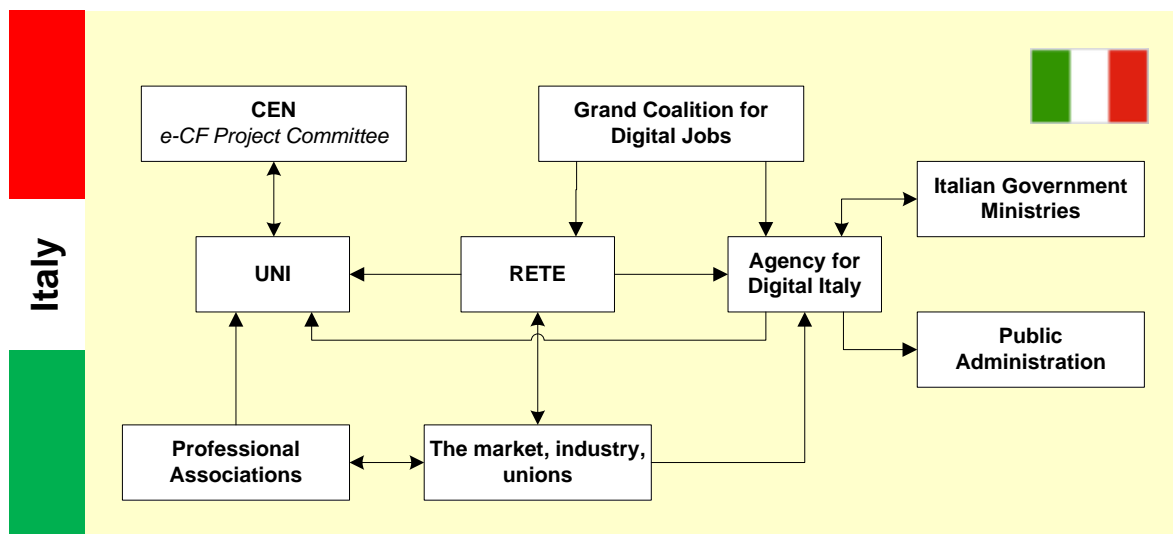 Italy
CEN
e-CF Project Committee
Grand Coalition for
Digital Jobs
Italian Government
Ministries
UNI
RETE
Agency for
Digital Italy
Public
Administration
Professional
Associations
The market, industry,
unions